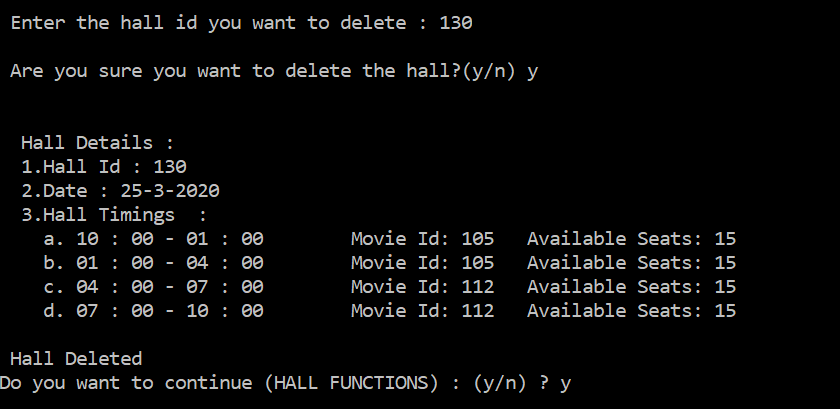 Enter the hall id you want to delete : 130
Are you sure you want to delete the hall?(y/n) y
Hall Details :
1.Hall Id : 130
2.Date : 25-3-2020
3.Hall Timings  :
a. 10 : 00 - 01 : 00        Movie Id: 105   Available Seats: 15
b. 01 : 00 - 04 : 00        Movie Id: 105   Available Seats: 15
c. 04 : 00 - 07 : 00        Movie Id: 112   Available Seats: 15
d. 07 : 00 - 10 : 00        Movie Id: 112   Available Seats: 15
Hall Deleted
Do you want to continue (HALL FUNCTIONS) : (y/n) ? y